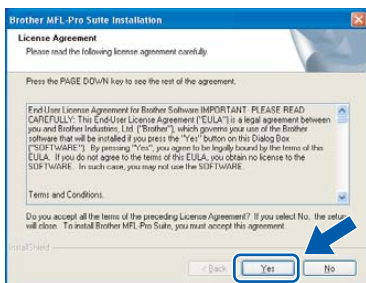 Brother MFL-Pro Suite Installation
License Agreement
Please read the following license agreement carefully.
Press the PAGE DOWN key to see the rest of the agreement.
End-User License Agreement for Brother Software IMPORTANT- PLEASE READ
CAREFULLY: This End-User License Agreement ("EULA") is a legal agreement between
you and Brother Industries, Ltd. ("Brother"), which governs your use of the Brother
software that will be installed if you press the "Yes" button on this Dialog Box
("SOFTWARE"). By pressing "Yes", you agree to be legally bound by the terms of this
EULA. If you do not agree to the terms of this EULA, you obtain no license to the
SOFTWARE. In such case, you may not use the SOFTWARE.
Terms and Conditions.
Do you accept all the terms of the preceding License Agreement? If you select No, the setup
will close. To install Brother MFL-Pro Suite, you must accept this agreement.
InstallShield
< Back
Yes
No